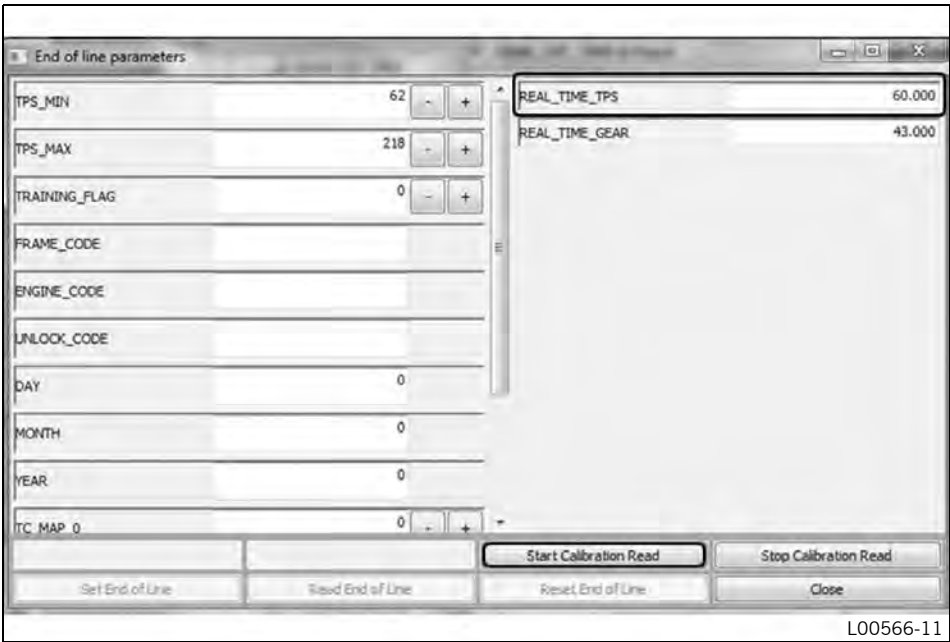 End of line parameters
TPS_MIN 62 - +
TPS_MAX 218 - +
TRAINING_FLAG 0 - +
FRAME_CODE
ENGINE_CODE
UNLOCK_CODE
DAY 0
MONTH 0
YEAR 0
TC_MAP_0 0 - +
REAL_TIME_TPS 60.000
REAL_TIME_GEAR 43.000
Start Calibration Read Stop Calibration Read
Set End of Line Read End of Line Reset End of Line Close
L00566-11